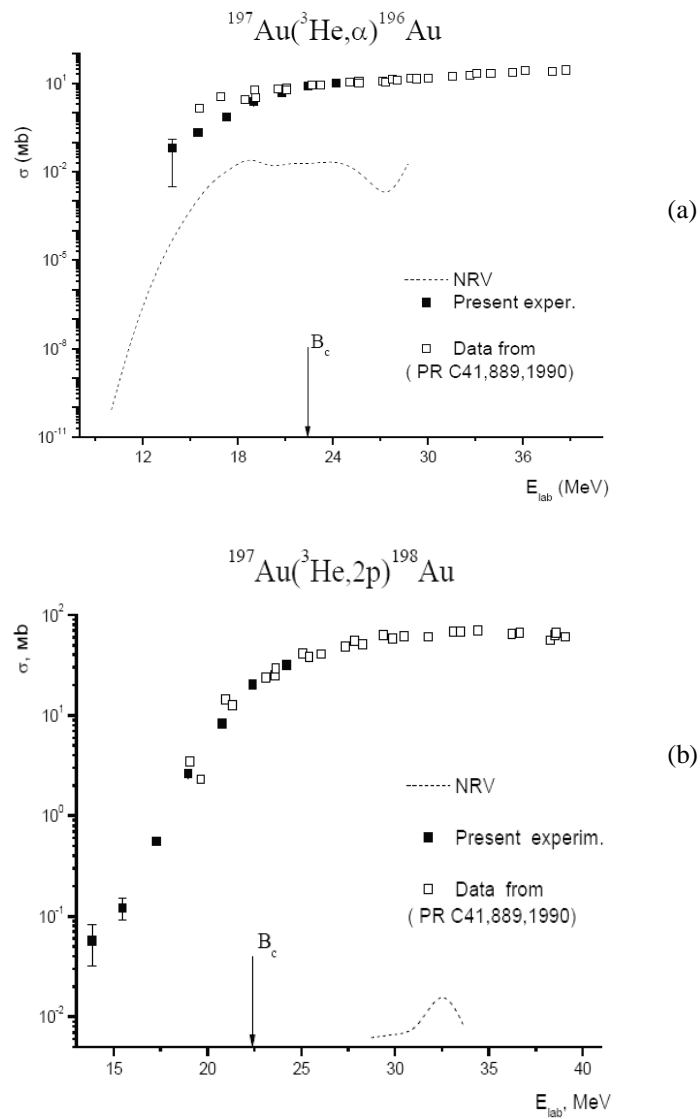 ¹⁹⁷Au(³He,α)¹⁹⁶Au
10¹
10⁻²
10⁻⁵
10⁻⁸
10⁻¹¹
σ (мb)
NRV
Present exper.
Data from
( PR C41,889,1990)
B_c
12 18 24 30 36
E_lab (MeV)
(a)
¹⁹⁷Au(³He,2p)¹⁹⁸Au
10²
10¹
10⁰
10⁻¹
10⁻²
σ, мb
NRV
Present experim.
Data from
( PR C41,889,1990)
B_c
15 20 25 30 35 40
E_lab, MeV
(b)